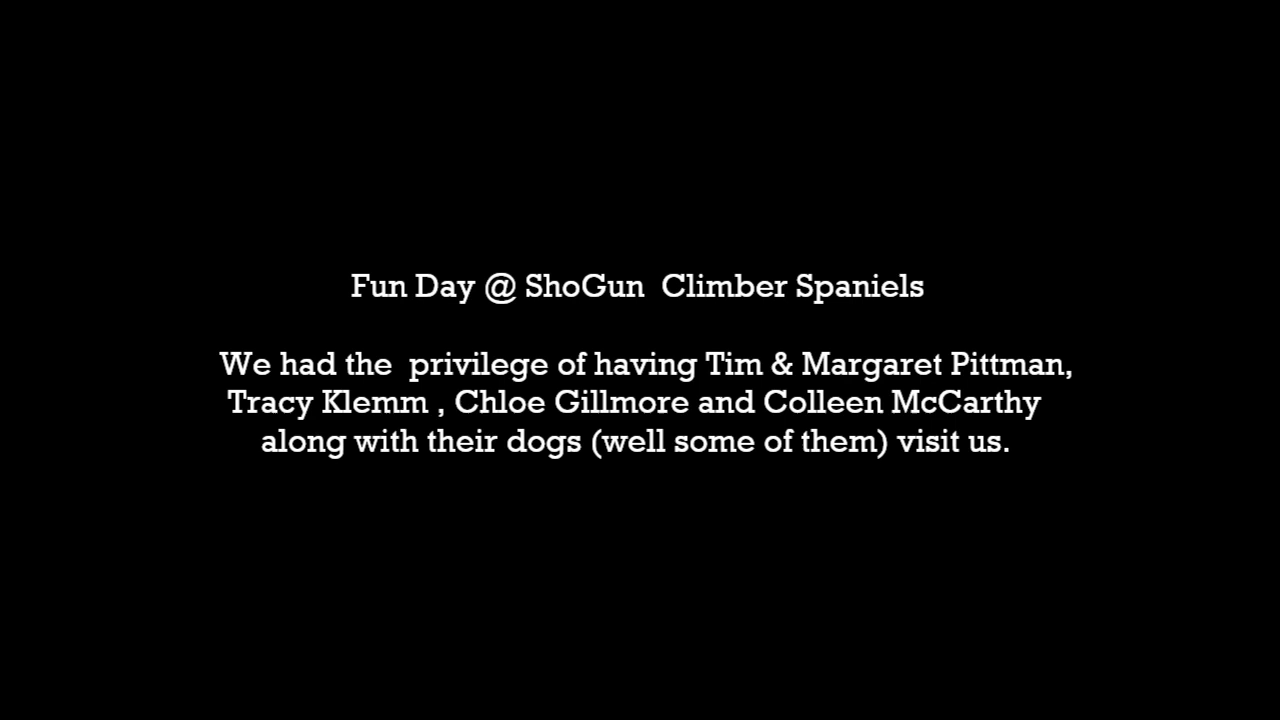 Fun Day @ ShoGun  Climber Spaniels
We had the  privilege of having Tim & Margaret Pittman,
Tracy Klemm , Chloe Gillmore and Colleen McCarthy
along with their dogs (well some of them) visit us.